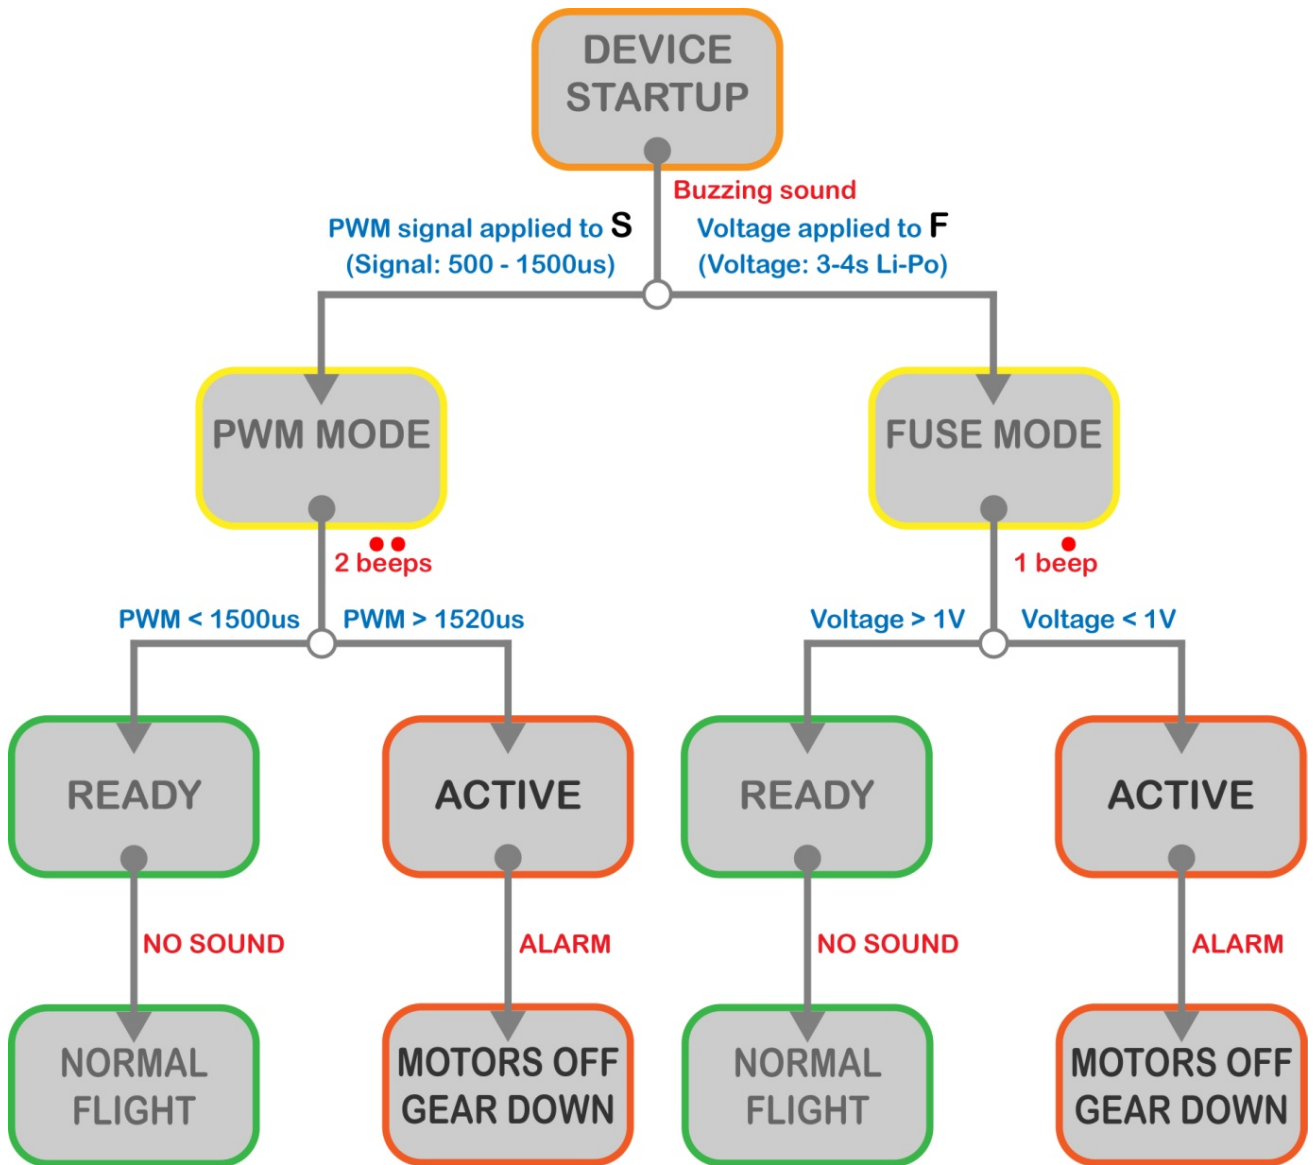 DEVICE
STARTUP
Buzzing sound
PWM signal applied to S
(Signal: 500 - 1500us)
Voltage applied to F
(Voltage: 3-4s Li-Po)
PWM MODE
FUSE MODE
2 beeps
1 beep
PWM < 1500us
PWM > 1520us
Voltage > 1V
Voltage < 1V
READY
ACTIVE
READY
ACTIVE
NO SOUND
ALARM
NO SOUND
ALARM
NORMAL
FLIGHT
MOTORS OFF
GEAR DOWN
NORMAL
FLIGHT
MOTORS OFF
GEAR DOWN